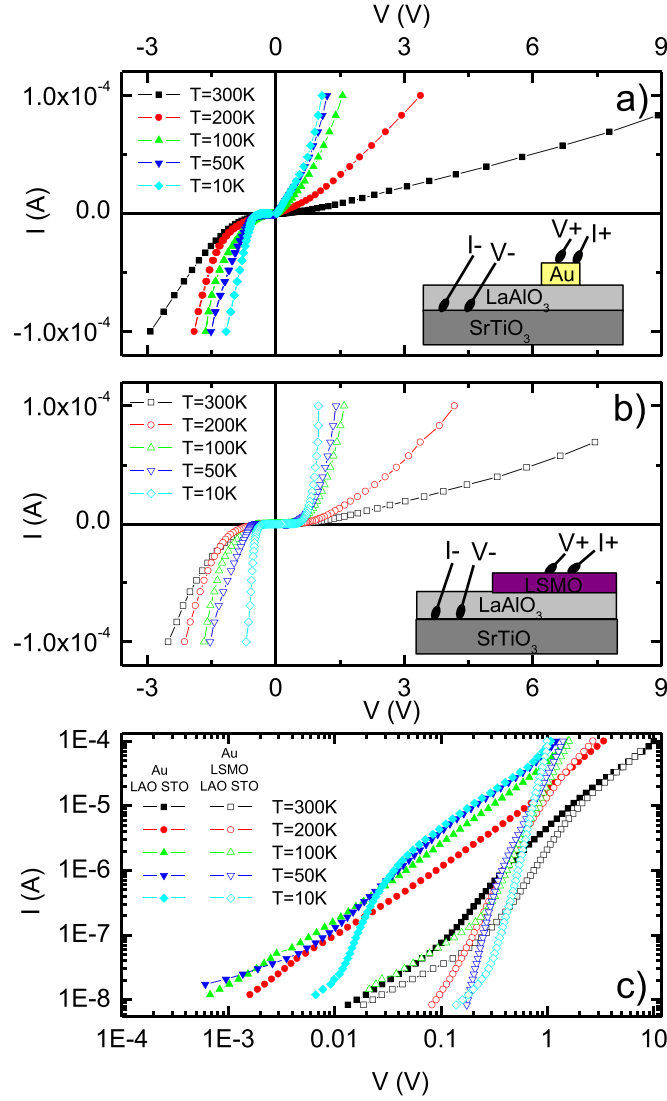 V (V)
-3 0 3 6 9
1.0x10⁻⁴
0.0
-1.0x10⁻⁴
I (A)
T=300K
T=200K
T=100K
T=50K
T=10K
a)
I- V- V+ I+
Au
LaAlO₃
SrTiO₃
1.0x10⁻⁴
0.0
-1.0x10⁻⁴
I (A)
T=300K
T=200K
T=100K
T=50K
T=10K
b)
I- V- V+ I+
LSMO
LaAlO₃
SrTiO₃
-3 0 3 6 9
V (V)
1E-4
1E-5
1E-6
1E-7
1E-8
I (A)
Au
Au LSMO
LAO STO LAO STO
T=300K
T=200K
T=100K
T=50K
T=10K
c)
1E-4 1E-3 0.01 0.1 1 10
V (V)